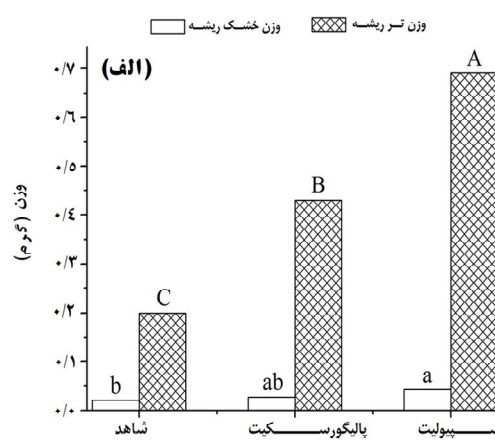 وزن تر ریشه وزن خشک ریشه
(الف)
وزن (گرم)
۰/۷
۰/۶
۰/۵
۰/۴
۰/۳
۰/۲
۰/۱
۰/۰
A
B
C
a
ab
b
شاهد پالیگورسکیت سپیولیت